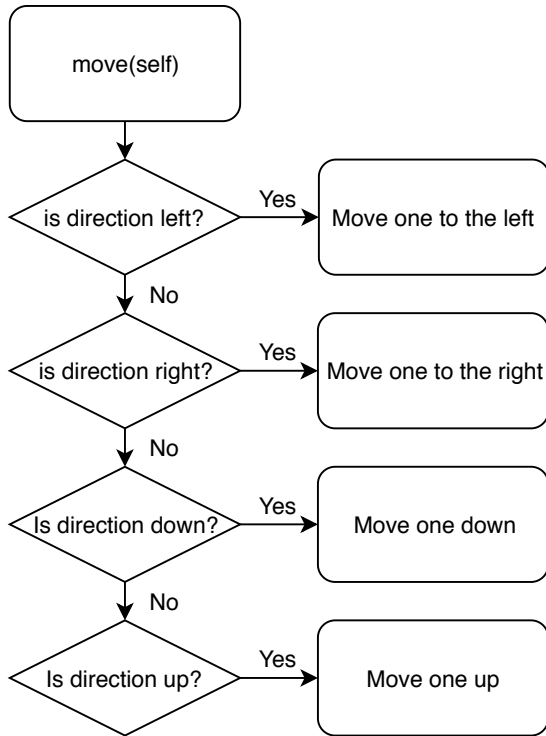 move(self)
is direction left?
Yes
Move one to the left
No
is direction right?
Yes
Move one to the right
No
Is direction down?
Yes
Move one down
No
Is direction up?
Yes
Move one up